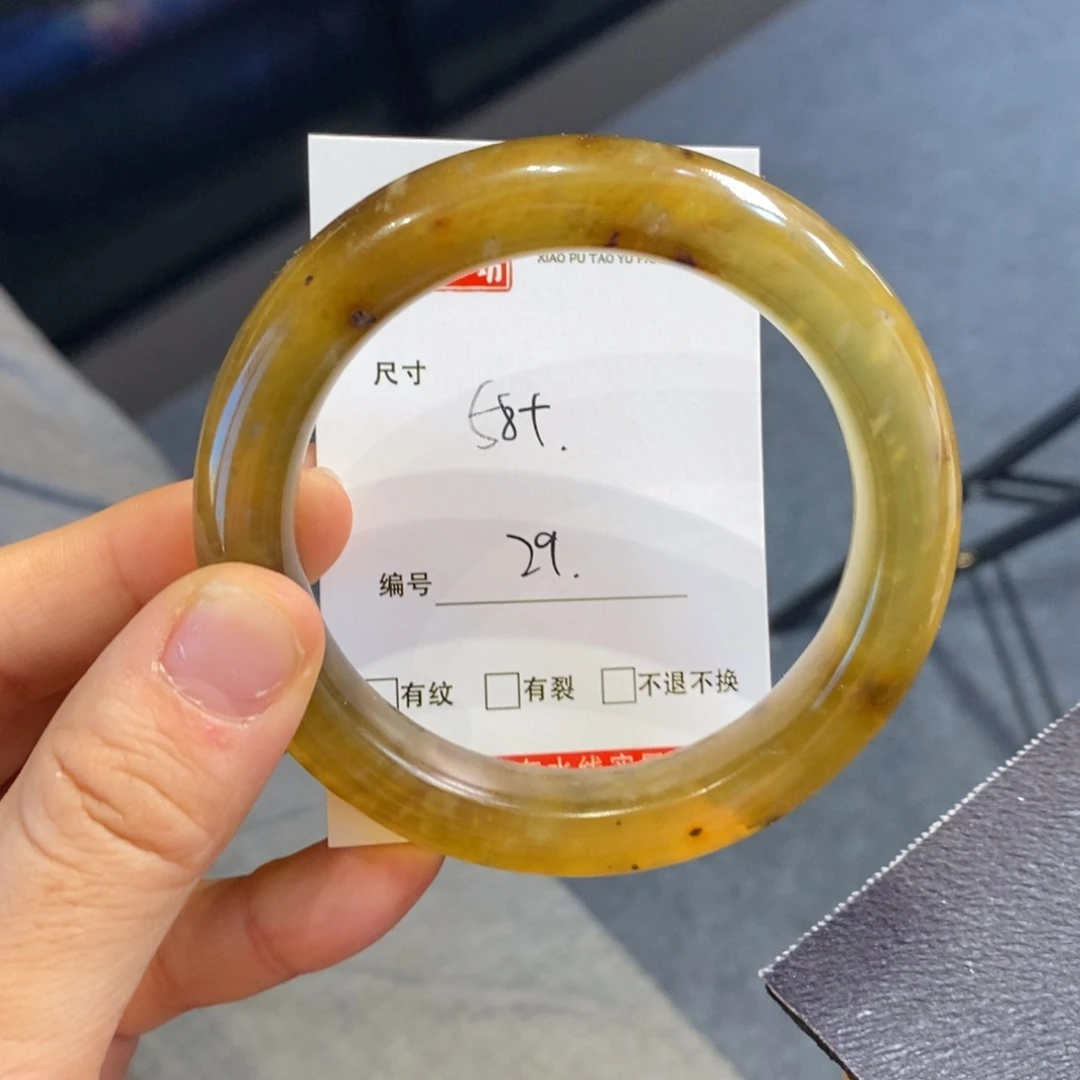 XIAO PU TAO YU
尺寸
58+.
编号 29.
有纹 有裂 不退不换